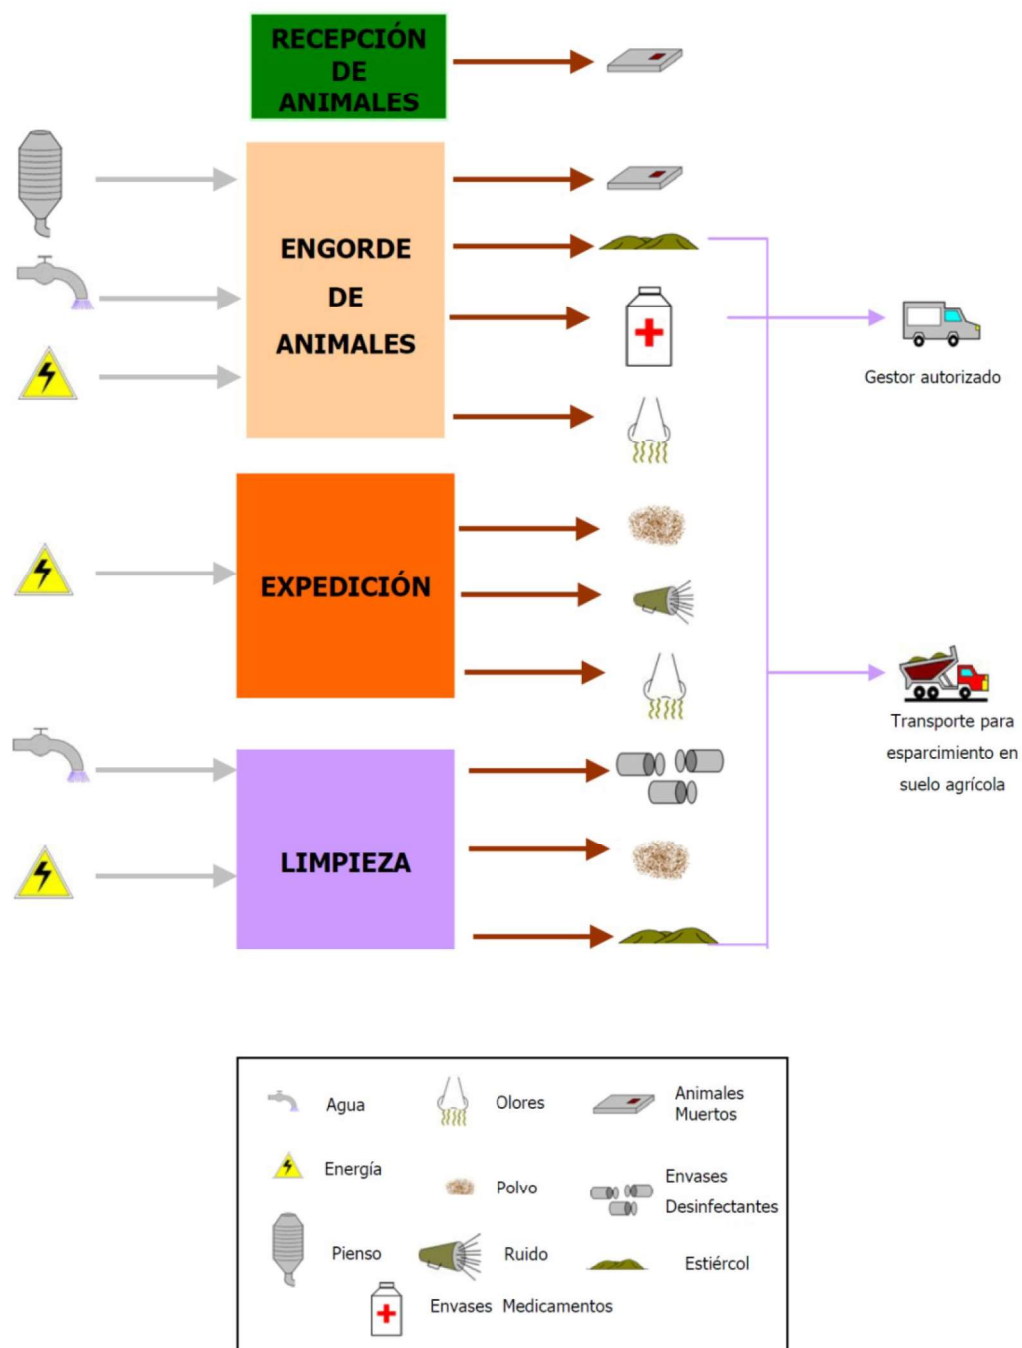 RECEPCIÓN
DE
ANIMALES
ENGORDE
DE
ANIMALES
Gestor autorizado
EXPEDICIÓN
Transporte para
esparcimiento en
suelo agrícola
LIMPIEZA
Agua
Olores
Animales
Muertos
Energía
Polvo
Envases
Desinfectantes
Pienso
Ruido
Estiércol
Envases Medicamentos